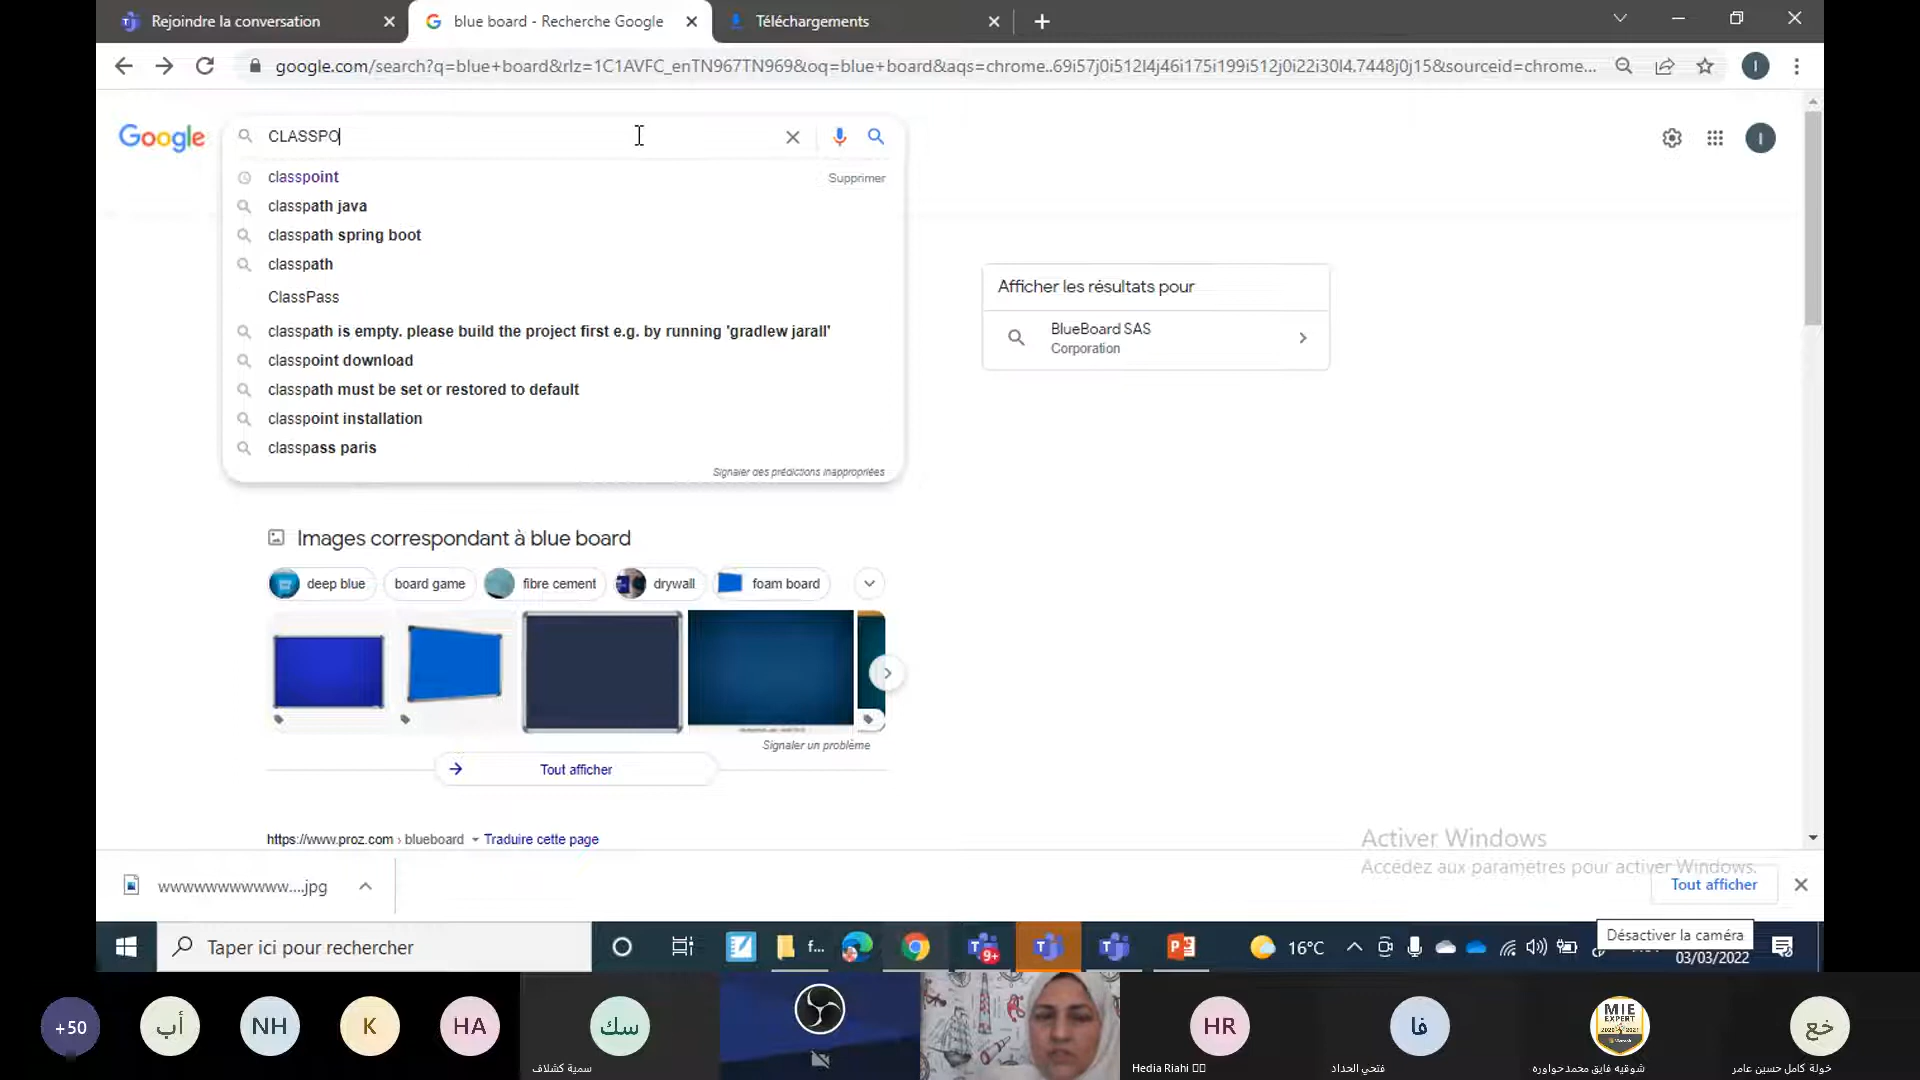 Rejoindre la conversation
blue board - Recherche Google
Téléchargements
google.com/search?q=blue+board&rlz=1C1AVFC_enTN967TN969&oq=blue+board&aqs=chrome..69i57j0i512l4j46i175i199i512j0i22i30l4.7448j0j15&sourceid=chrome...
Google
CLASSPO
I
classpoint
Supprimer
classpath java
classpath spring boot
classpath
ClassPass
classpath is empty. please build the project first e.g. by running 'gradlew jarall'
classpoint download
classpath must be set or restored to default
classpoint installation
classpass paris
Signaler des prédictions inappropriées
Afficher les résultats pour
BlueBoard SAS
Corporation
Images correspondant à blue board
deep blue
board game
fibre cement
drywall
foam board
Signaler un problème
Tout afficher
https://www.proz.com › blueboard
Traduire cette page
Activer Windows
Accédez aux paramètres pour activer Windows.
wwwwwwwwwww....jpg
Tout afficher
Taper ici pour rechercher
f...
9+
16°C
Désactiver la caméra
03/03/2022
+50
أب
NH
K
HA
سك
سمية كشلاف
HR
Hedia Riahi
فا
فتحي الحداد
MIE
EXPERT
شوقيه فايق محمد حواوره
خع
خولة كامل حسين عامر